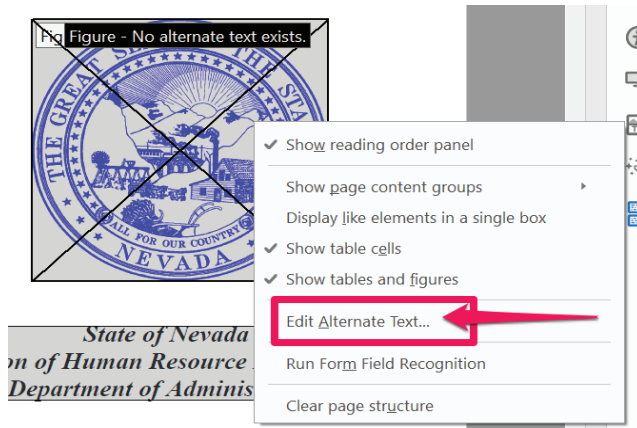 Fig Figure - No alternate text exists.
THE GREAT SEAL OF THE STA
ALL FOR OUR COUNTRY
NEVADA
Show reading order panel
Show page content groups
Display like elements in a single box
Show table cells
Show tables and figures
Edit Alternate Text...
Run Form Field Recognition
Clear page structure
State of Nevada
on of Human Resource
Department of Adminis